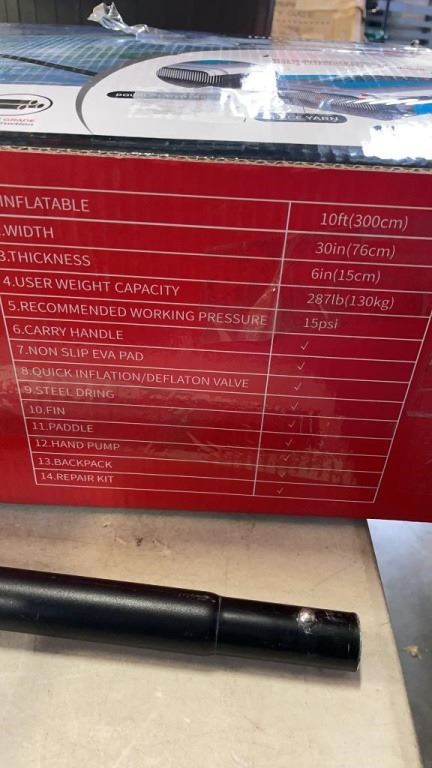 GRADE
YARN
INFLATABLE 10ft(300cm)
.WIDTH 30in(76cm)
3.THICKNESS 6in(15cm)
4.USER WEIGHT CAPACITY 287lb(130kg)
5.RECOMMENDED WORKING PRESSURE 15psi
6.CARRY HANDLE ✓
7.NON SLIP EVA PAD ✓
8.QUICK INFLATION/DEFLATON VALVE ✓
9.STEEL DRING ✓
10.FIN ✓
11.PADDLE ✓
12.HAND PUMP ✓
13.BACKPACK ✓
14.REPAIR KIT ✓